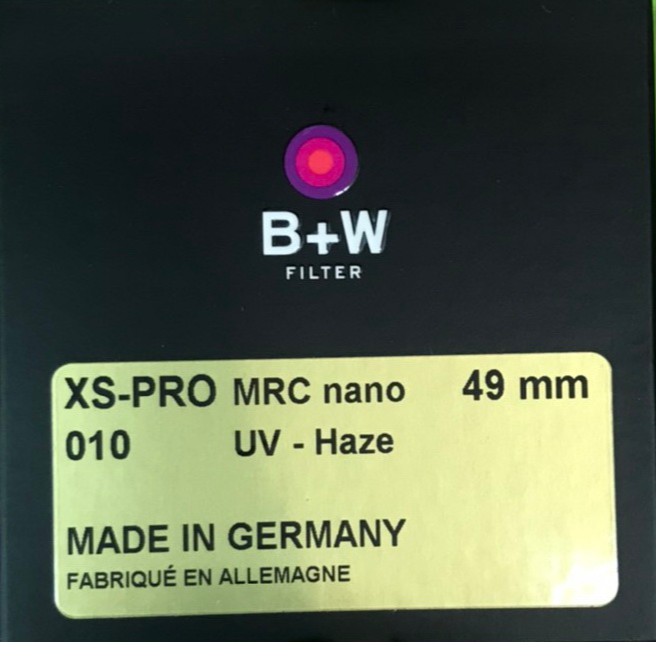 B+W
FILTER
XS-PRO MRC nano 49 mm
010 UV - Haze
MADE IN GERMANY
FABRIQUÉ EN ALLEMAGNE